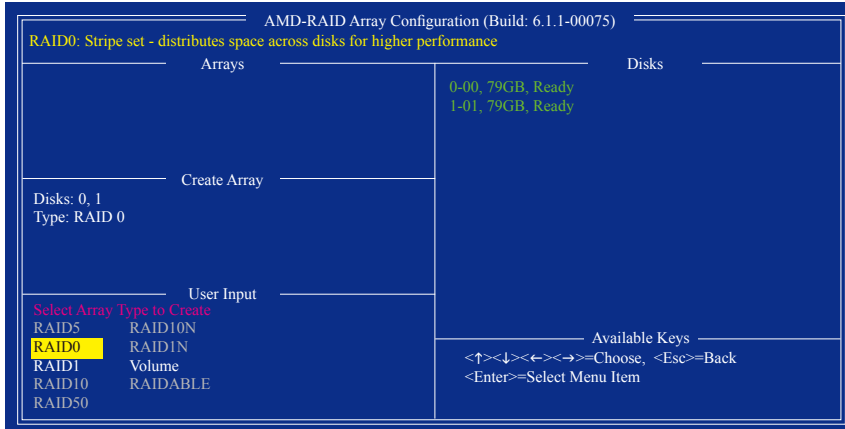 AMD-RAID Array Configuration (Build: 6.1.1-00075)
RAID0: Stripe set - distributes space across disks for higher performance
Arrays
Create Array
Disks: 0, 1
Type: RAID 0
User Input
Select Array Type to Create
RAID5 RAID10N
RAID0 RAID1N
RAID1 Volume
RAID10 RAIDABLE
RAID50
Disks
0-00, 79GB, Ready
1-01, 79GB, Ready
Available Keys
<↑><↓><←><→>=Choose, <Esc>=Back
<Enter>=Select Menu Item